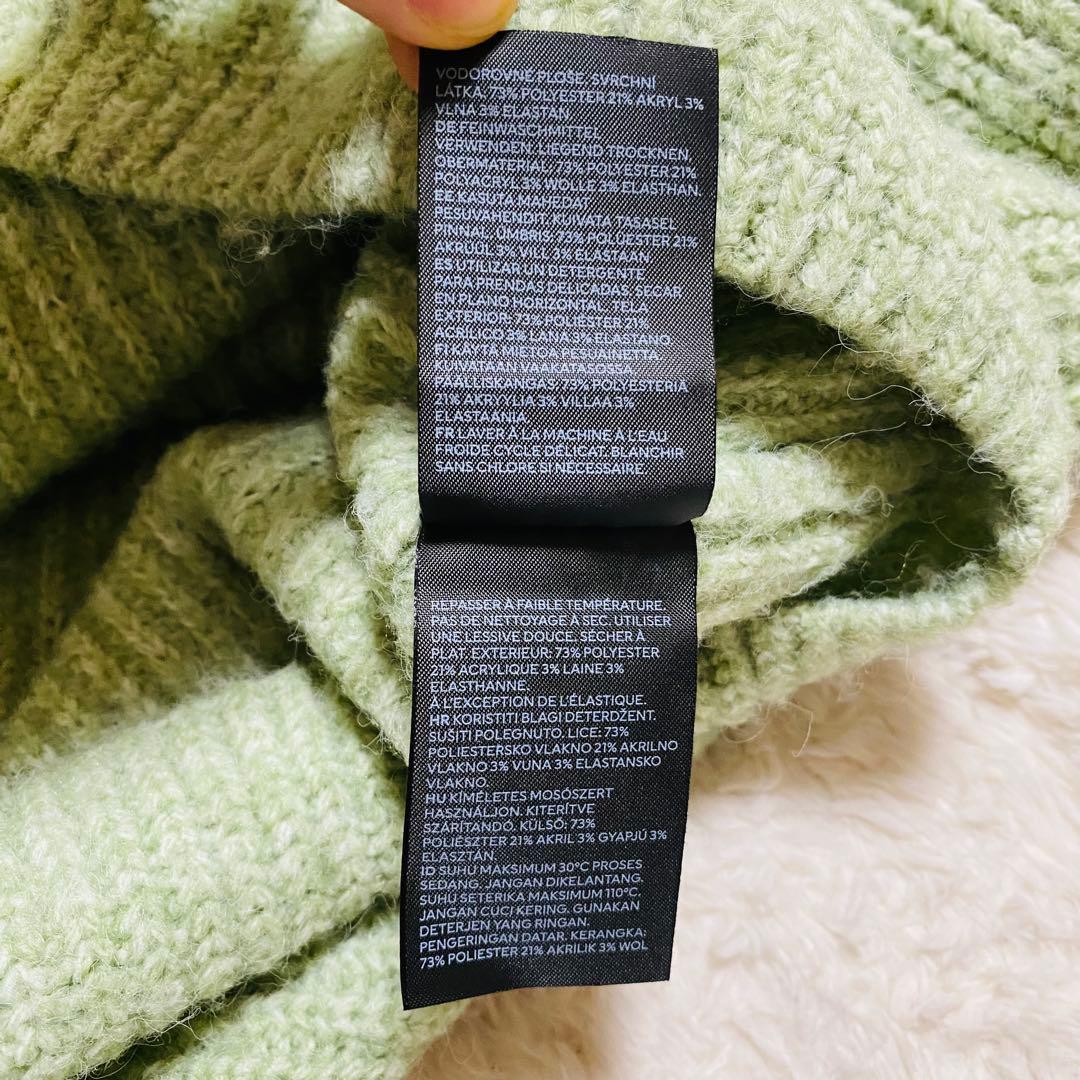 VODOROVNÉ PLOŠE. SVRCHNÍ
LÁTKA: 73% POLYESTER 21% AKRYL 3%
VLNA 3% ELASTAN
DE FEINWASCHMITTEL
VERWENDEN. LIEGEND TROCKNEN.
OBERMATERIAL: 73% POLYESTER 21%
POLYACRYL 3% WOLLE 3% ELASTHAN.
EE KASUTA MAHEDAT
PESUVAHENDIT. KUIVATA TASASEL
PINNAL. ÜMBRIS: 73% POLÜESTER 21%
AKRÜÜL 3% VILL 3% ELASTAAN
ES UTILIZAR UN DETERGENTE
PARA PRENDAS DELICADAS. SECAR
EN PLANO HORIZONTAL. TELA
EXTERIOR: 73% POLIÉSTER 21%
ACRÍLICO 3% LANA 3% ELASTANO
FI KÄYTÄ MIETOA PESUAINETTA
KUIVATAAN VAAKATASOSSA
PÄÄLLISKANGAS: 73% POLYESTERIÄ
21% AKRYYLIÄ 3% VILLAA 3%
ELASTAANIA
FR LAVER À LA MACHINE À L'EAU
FROIDE CYCLE DÉLICAT. BLANCHIR
SANS CHLORE SI NÉCESSAIRE
REPASSER À FAIBLE TEMPÉRATURE.
PAS DE NETTOYAGE À SEC. UTILISER
UNE LESSIVE DOUCE. SÉCHER À
PLAT. EXTERIEUR: 73% POLYESTER
21% ACRYLIQUE 3% LAINE 3%
ELASTHANNE.
À L'EXCEPTION DE L'ÉLASTIQUE.
HR KORISTITI BLAGI DETERDŽENT.
SUŠITI POLEGNUTO. LICE: 73%
POLIESTERSKO VLAKNO 21% AKRILNO
VLAKNO 3% VUNA 3% ELASTANSKO
VLAKNO.
HU KÍMÉLETES MOSÓSZERT
HASZNÁLJON. KITERÍTVE
SZÁRÍTANDÓ. KÜLSŐ: 73%
POLIÉSZTER 21% AKRIL 3% GYAPJÚ 3%
ELASZTÁN.
ID SUHU MAKSIMUM 30°C PROSES
SEDANG. JANGAN DIKELANTANG.
SUHU SETERIKA MAKSIMUM 110°C.
JANGAN CUCI KERING. GUNAKAN
DETERJEN YANG RINGAN.
PENGERINGAN DATAR. KERANGKA:
73% POLIESTER 21% AKRILIK 3% WOL